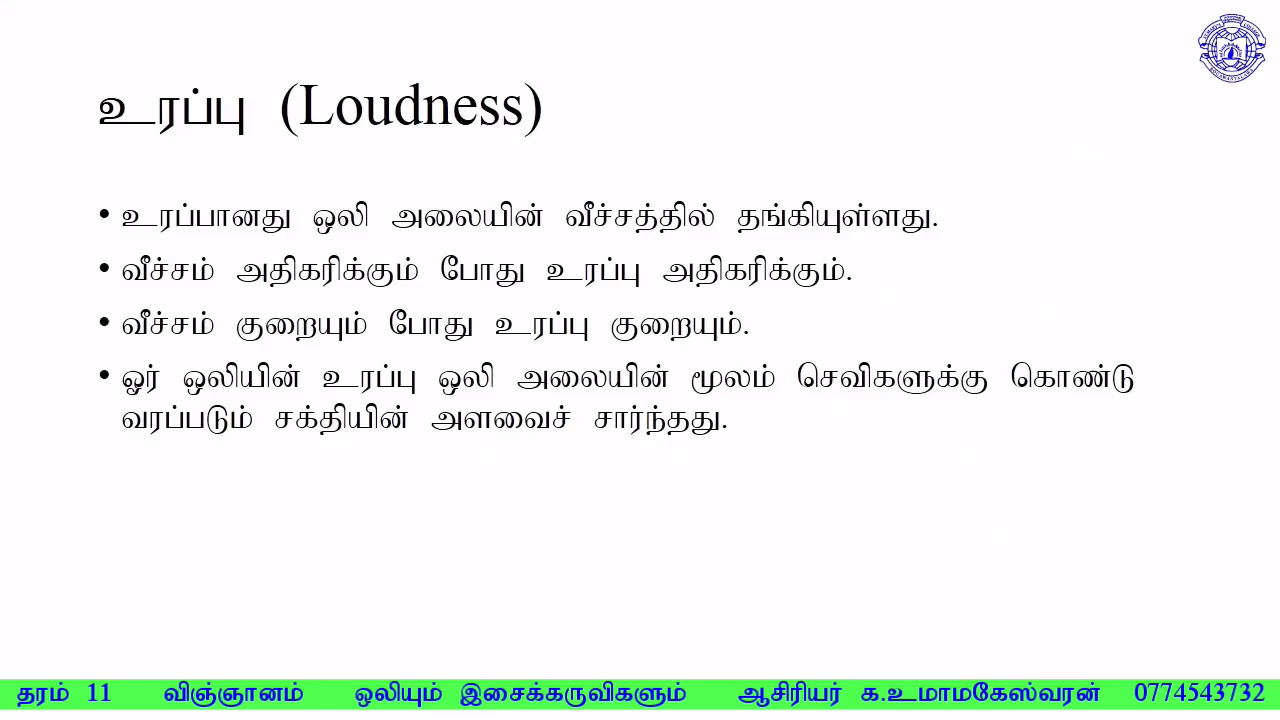 உரப்பு (Loudness)
• உரப்பானது ஒலி அலையின் வீச்சத்தில் தங்கியுள்ளது.
• வீச்சம் அதிகரிக்கும் போது உரப்பு அதிகரிக்கும்.
• வீச்சம் குறையும் போது உரப்பு குறையும்.
• ஓர் ஒலியின் உரப்பு ஒலி அலையின் மூலம் செவிகளுக்கு கொண்டு
வரப்படும் சக்தியின் அளவைச் சார்ந்தது.
தரம் 11 விஞ்ஞானம் ஒலியும் இசைக்கருவிகளும் ஆசிரியர் க.உமாமகேஸ்வரன் 0774543732